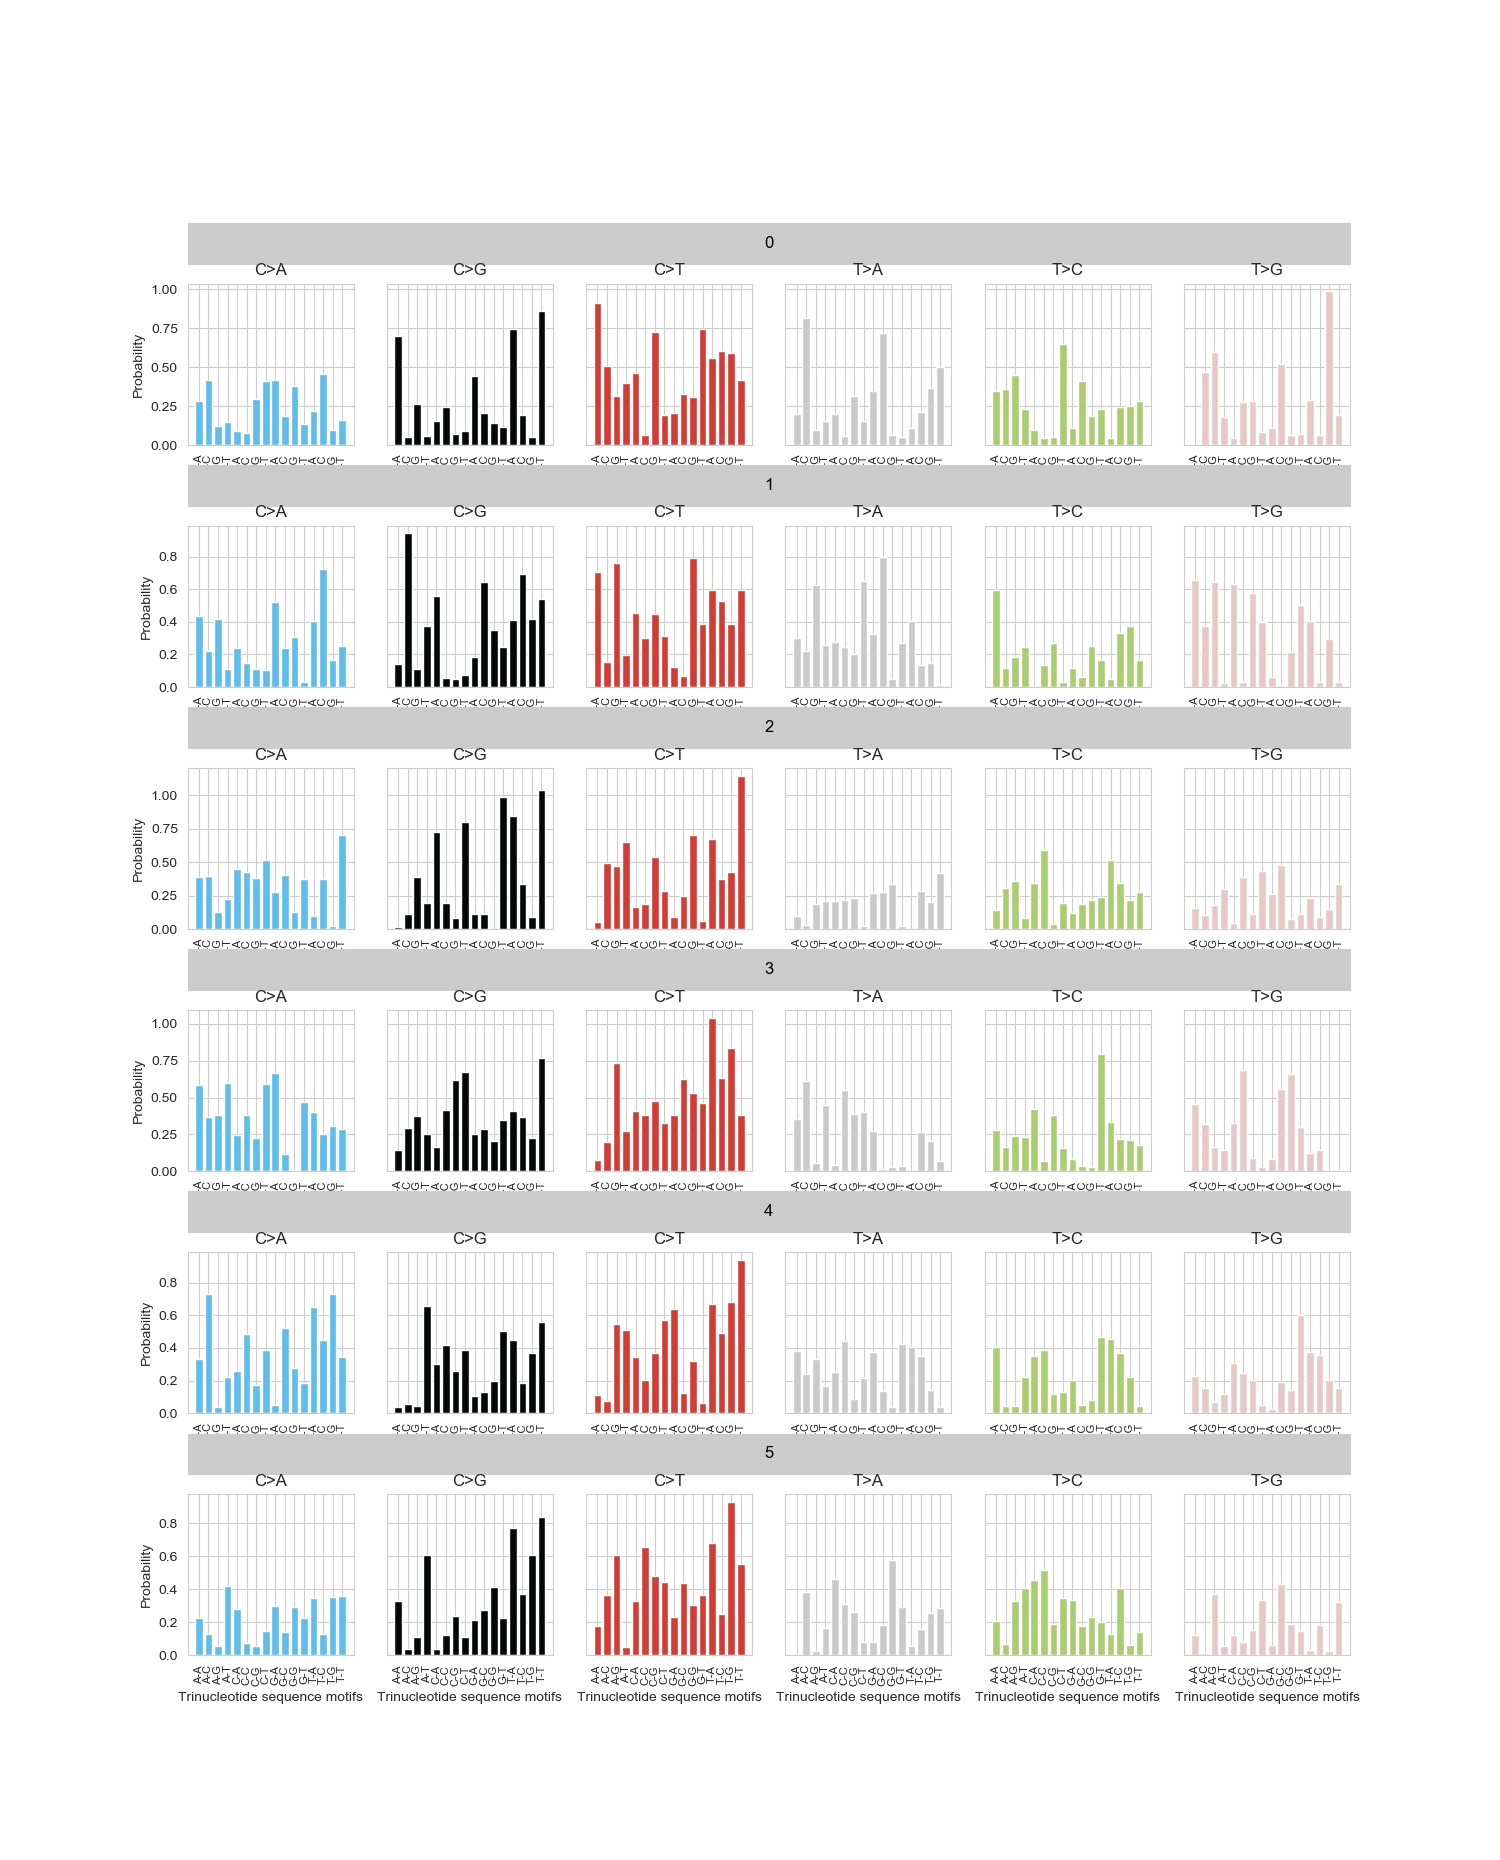 0
C>A C>G C>T T>A T>C T>G
1.00
0.75
0.50
0.25
0.00
Probability
1
C>A C>G C>T T>A T>C T>G
0.8
0.6
0.4
0.2
0.0
Probability
2
C>A C>G C>T T>A T>C T>G
1.00
0.75
0.50
0.25
0.00
Probability
3
C>A C>G C>T T>A T>C T>G
1.00
0.75
0.50
0.25
0.00
Probability
4
C>A C>G C>T T>A T>C T>G
0.8
0.6
0.4
0.2
0.0
Probability
5
C>A C>G C>T T>A T>C T>G
0.8
0.6
0.4
0.2
0.0
Probability
A-A A-C A-G A-T C-A C-C C-G C-T G-A G-C G-G G-T T-A T-C T-G T-T
A-A A-C A-G A-T C-A C-C C-G C-T G-A G-C G-G G-T T-A T-C T-G T-T
A-A A-C A-G A-T C-A C-C C-G C-T G-A G-C G-G G-T T-A T-C T-G T-T
A-A A-C A-G A-T C-A C-C C-G C-T G-A G-C G-G G-T T-A T-C T-G T-T
A-A A-C A-G A-T C-A C-C C-G C-T G-A G-C G-G G-T T-A T-C T-G T-T
A-A A-C A-G A-T C-A C-C C-G C-T G-A G-C G-G G-T T-A T-C T-G T-T
Trinucleotide sequence motifs Trinucleotide sequence motifs Trinucleotide sequence motifs Trinucleotide sequence motifs Trinucleotide sequence motifs Trinucleotide sequence motifs